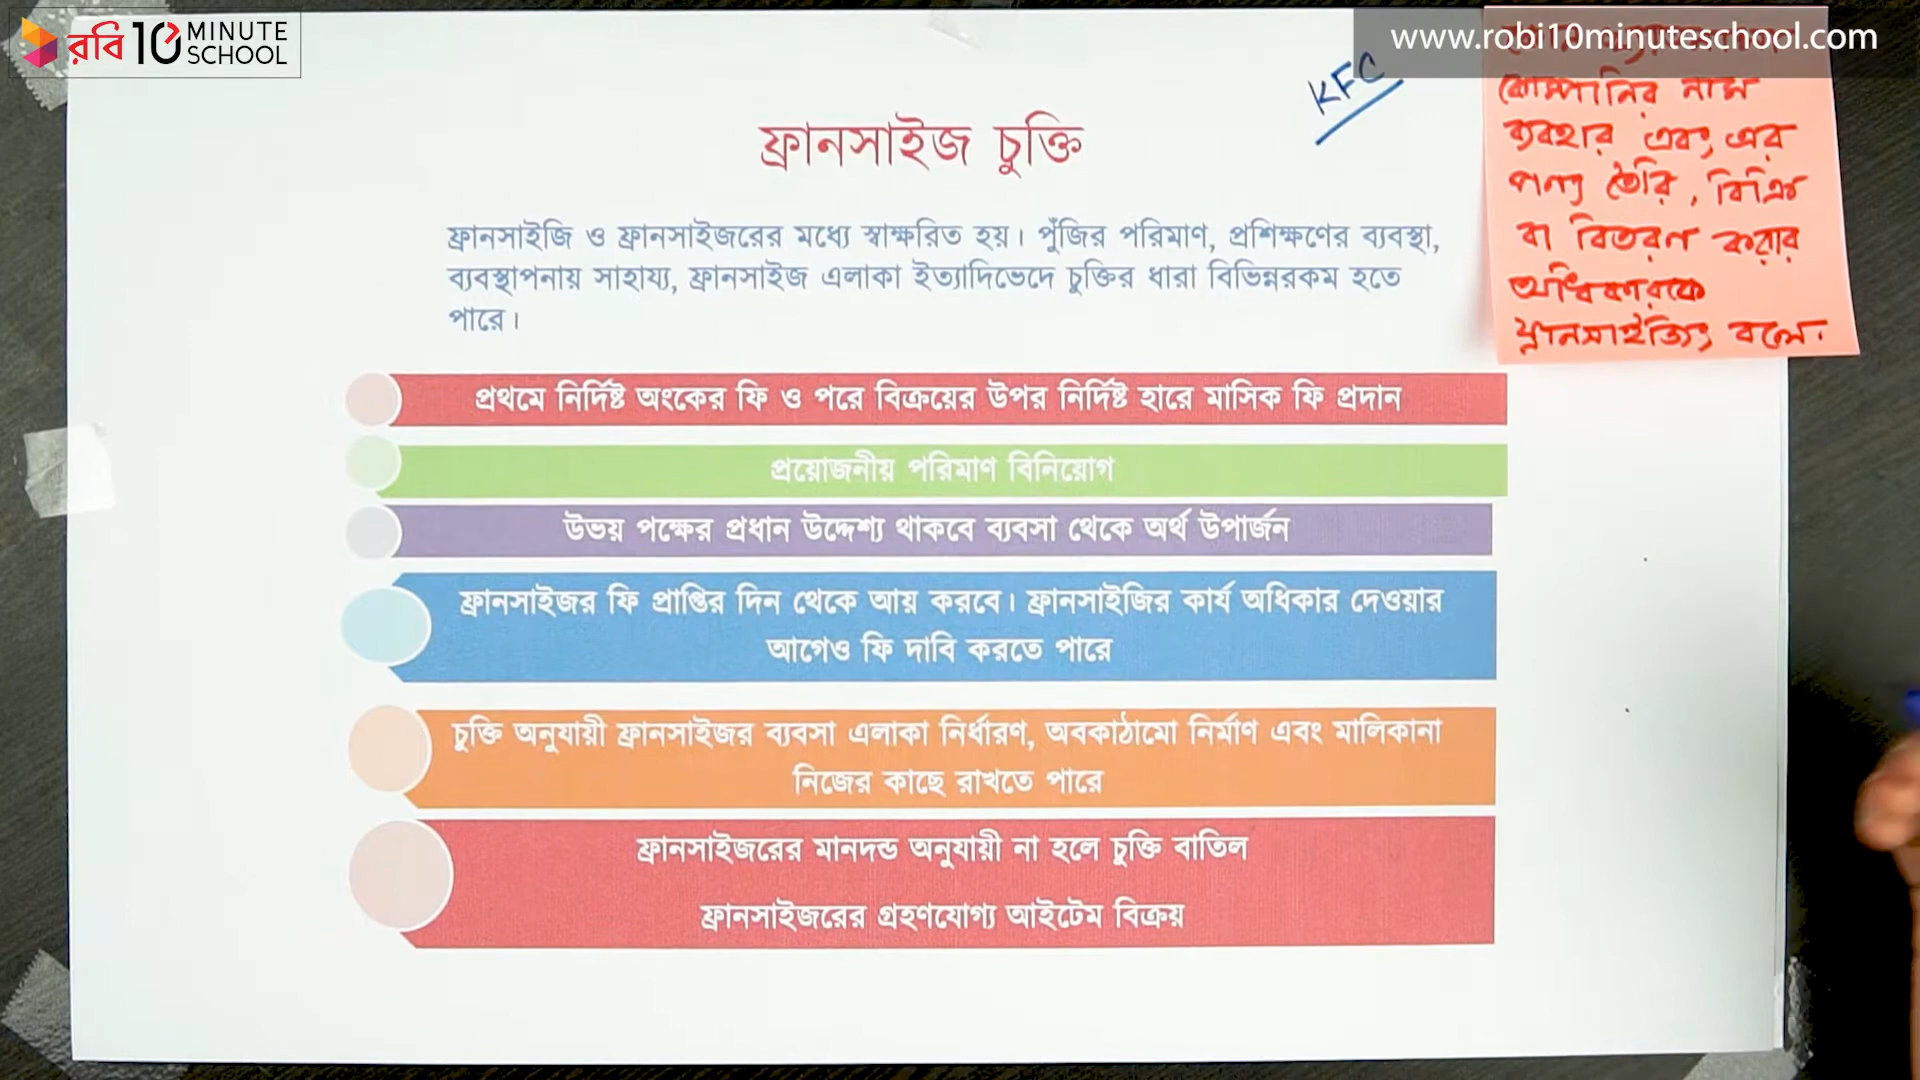 রবি 10 MINUTE SCHOOL
www.robi10minuteschool.com
KFC
কোম্পানির নাম
ব্যবহার এবং এর
পণ্য তৈরি, বিক্রি
বা বিতরণ করার
অধিকারকে
ফ্রানসাইজিং বলে।
ফ্রানসাইজ চুক্তি
ফ্রানসাইজি ও ফ্রানসাইজরের মধ্যে স্বাক্ষরিত হয়। পুঁজির পরিমাণ, প্রশিক্ষণের ব্যবস্থা,
ব্যবস্থাপনায় সাহায্য, ফ্রানসাইজ এলাকা ইত্যাদিভেদে চুক্তির ধারা বিভিন্নরকম হতে
পারে।
প্রথমে নির্দিষ্ট অংকের ফি ও পরে বিক্রয়ের উপর নির্দিষ্ট হারে মাসিক ফি প্রদান
প্রয়োজনীয় পরিমাণ বিনিয়োগ
উভয় পক্ষের প্রধান উদ্দেশ্য থাকবে ব্যবসা থেকে অর্থ উপার্জন
ফ্রানসাইজর ফি প্রাপ্তির দিন থেকে আয় করবে। ফ্রানসাইজির কার্য অধিকার দেওয়ার
আগেও ফি দাবি করতে পারে
চুক্তি অনুযায়ী ফ্রানসাইজর ব্যবসা এলাকা নির্ধারণ, অবকাঠামো নির্মাণ এবং মালিকানা
নিজের কাছে রাখতে পারে
ফ্রানসাইজরের মানদন্ড অনুযায়ী না হলে চুক্তি বাতিল
ফ্রানসাইজরের গ্রহণযোগ্য আইটেম বিক্রয়